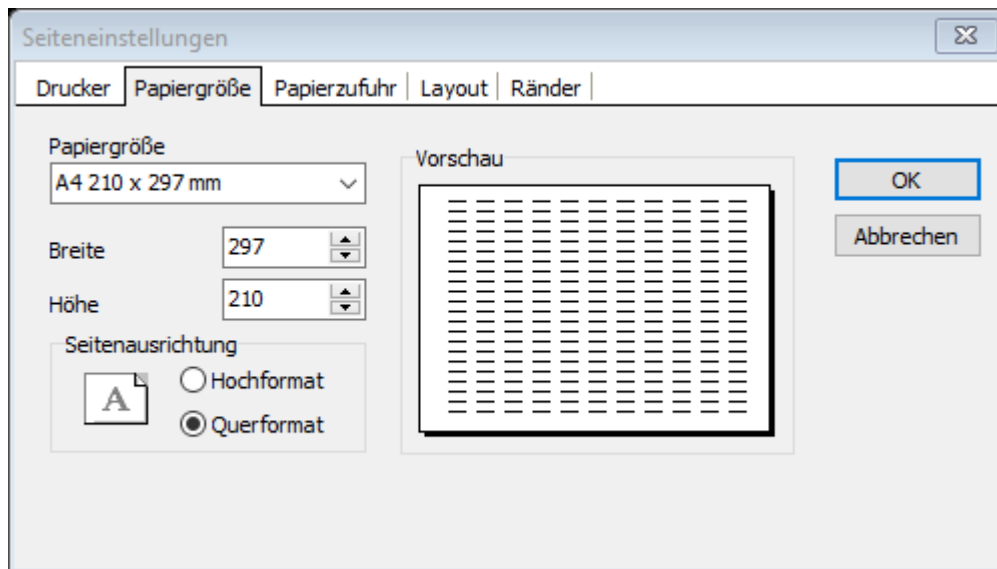 Seiteneinstellungen
Drucker Papiergröße Papierzufuhr Layout Ränder
Papiergröße
A4 210 x 297 mm
Breite 297
Höhe 210
Seitenausrichtung
A
Hochformat
Querformat
Vorschau
OK
Abbrechen